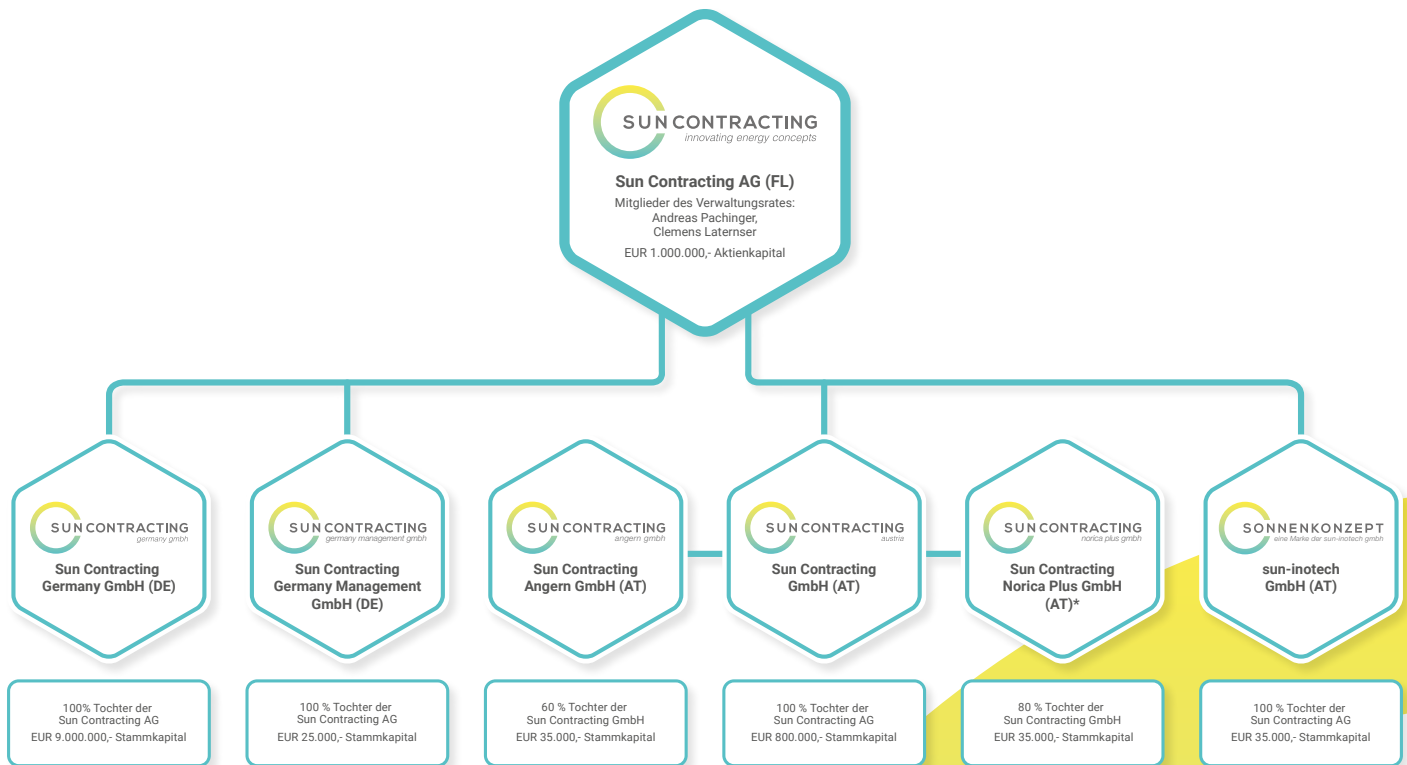 SUN CONTRACTING
innovating energy concepts
Sun Contracting AG (FL)
Mitglieder des Verwaltungsrates:
Andreas Pachinger,
Clemens Laternser
EUR 1.000.000,- Aktienkapital
SUN CONTRACTING
germany gmbh
Sun Contracting
Germany GmbH (DE)
100% Tochter der
Sun Contracting AG
EUR 9.000.000,- Stammkapital
SUN CONTRACTING
germany management gmbh
Sun Contracting
Germany Management
GmbH (DE)
100 % Tochter der
Sun Contracting AG
EUR 25.000,- Stammkapital
SUN CONTRACTING
angern gmbh
Sun Contracting
Angern GmbH (AT)
60 % Tochter der
Sun Contracting GmbH
EUR 35.000,- Stammkapital
SUN CONTRACTING
austria
Sun Contracting
GmbH (AT)
100 % Tochter der
Sun Contracting AG
EUR 800.000,- Stammkapital
SUN CONTRACTING
norica plus gmbh
Sun Contracting
Norica Plus GmbH
(AT)*
80 % Tochter der
Sun Contracting GmbH
EUR 35.000,- Stammkapital
SONNENKONZEPT
eine Marke der sun-inotech gmbh
sun-inotech
GmbH (AT)
100 % Tochter der
Sun Contracting AG
EUR 35.000,- Stammkapital